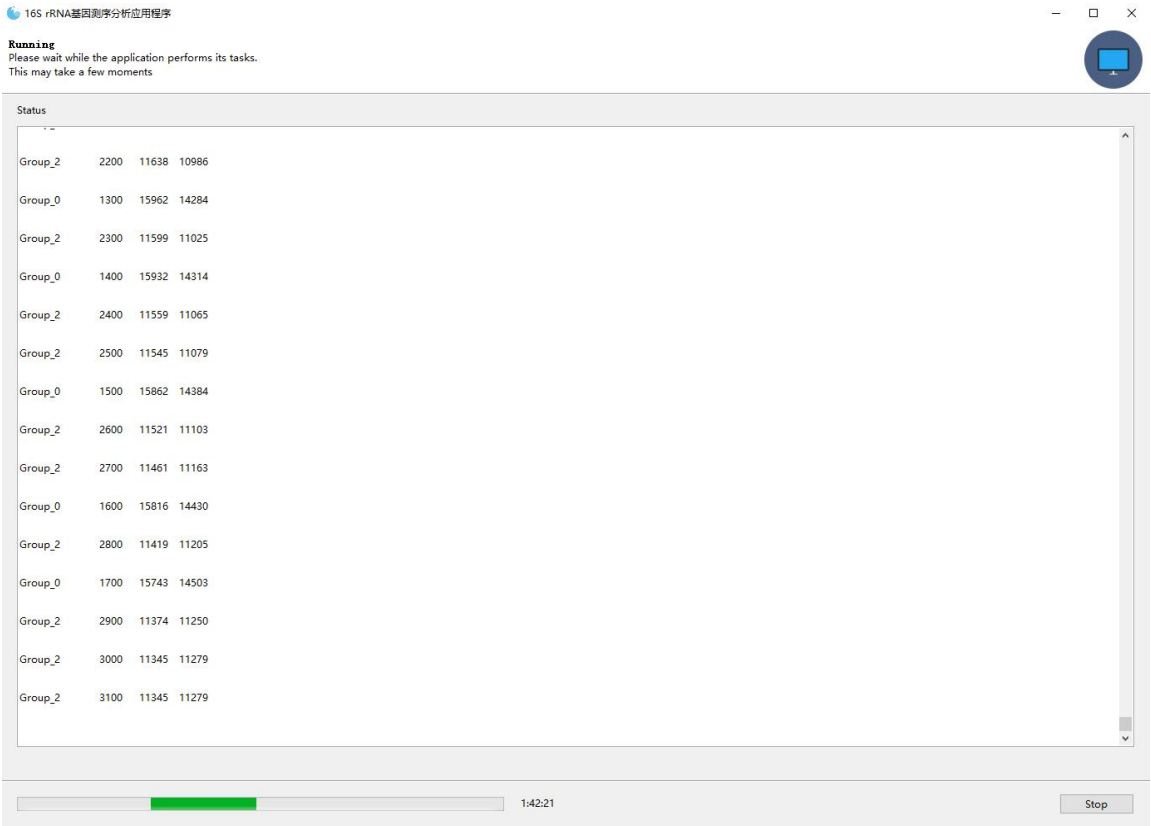 16S rRNA基因测序分析应用程序
Running
Please wait while the application performs its tasks.
This may take a few moments
Status
Group_2 2200 11638 10986
Group_0 1300 15962 14284
Group_2 2300 11599 11025
Group_0 1400 15932 14314
Group_2 2400 11559 11065
Group_2 2500 11545 11079
Group_0 1500 15862 14384
Group_2 2600 11521 11103
Group_2 2700 11461 11163
Group_0 1600 15816 14430
Group_2 2800 11419 11205
Group_0 1700 15743 14503
Group_2 2900 11374 11250
Group_2 3000 11345 11279
Group_2 3100 11345 11279
1:42:21
Stop